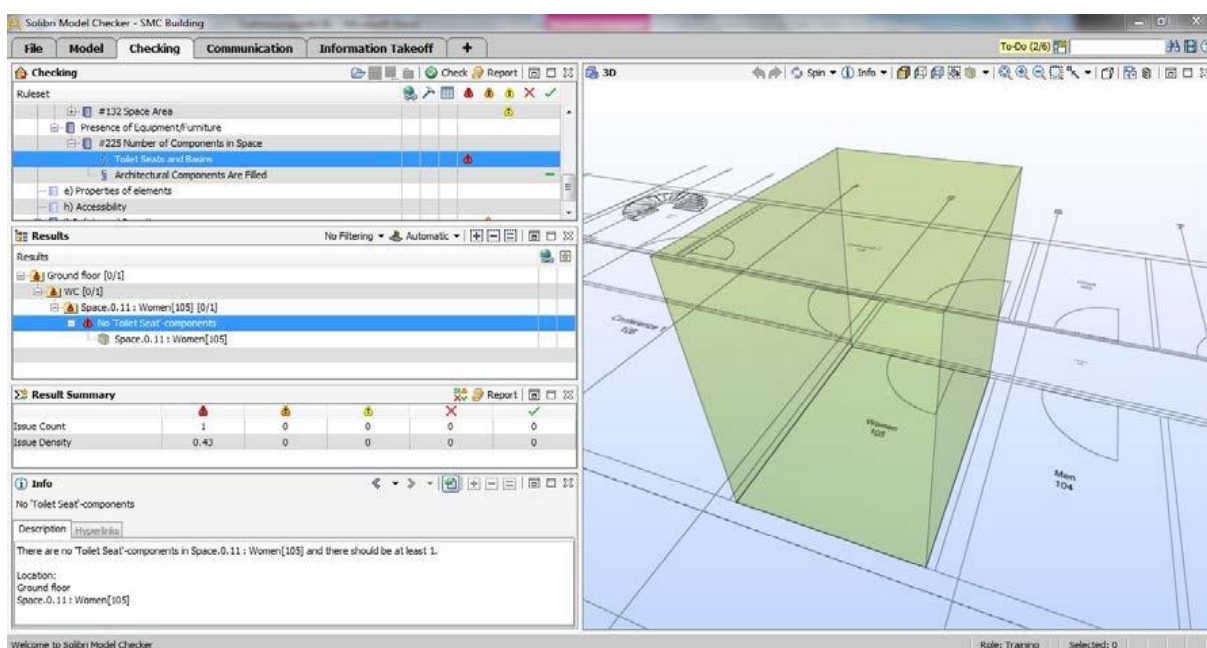 Solibri Model Checker - SMC Building
File Model Checking Communication Information Takeoff +
To-Do (2/6)
Checking
Check Report
Ruleset
#132 Space Area
Presence of Equipment/Furniture
#225 Number of Components in Space
Toilet Seats and Basins
§ Architectural Components Are Filled
e) Properties of elements
h) Accessibility
Results
No Filtering Automatic
Results
Ground floor [0/1]
WC [0/1]
Space.0.11 : Women[105] [0/1]
No 'Toilet Seat'-components
Space.0.11 : Women[105]
Result Summary
Report
Issue Count 1 0 0 0 0
Issue Density 0.43 0 0 0 0
Info
No 'Toilet Seat'-components
Description Hyperlinks
There are no 'Toilet Seat'-components in Space.0.11 : Women[105] and there should be at least 1.
Location:
Ground floor
Space.0.11 : Women[105]
3D
Spin Info
Women
105
Men
104
Welcome to Solibri Model Checker
Role: Training Selected: 0